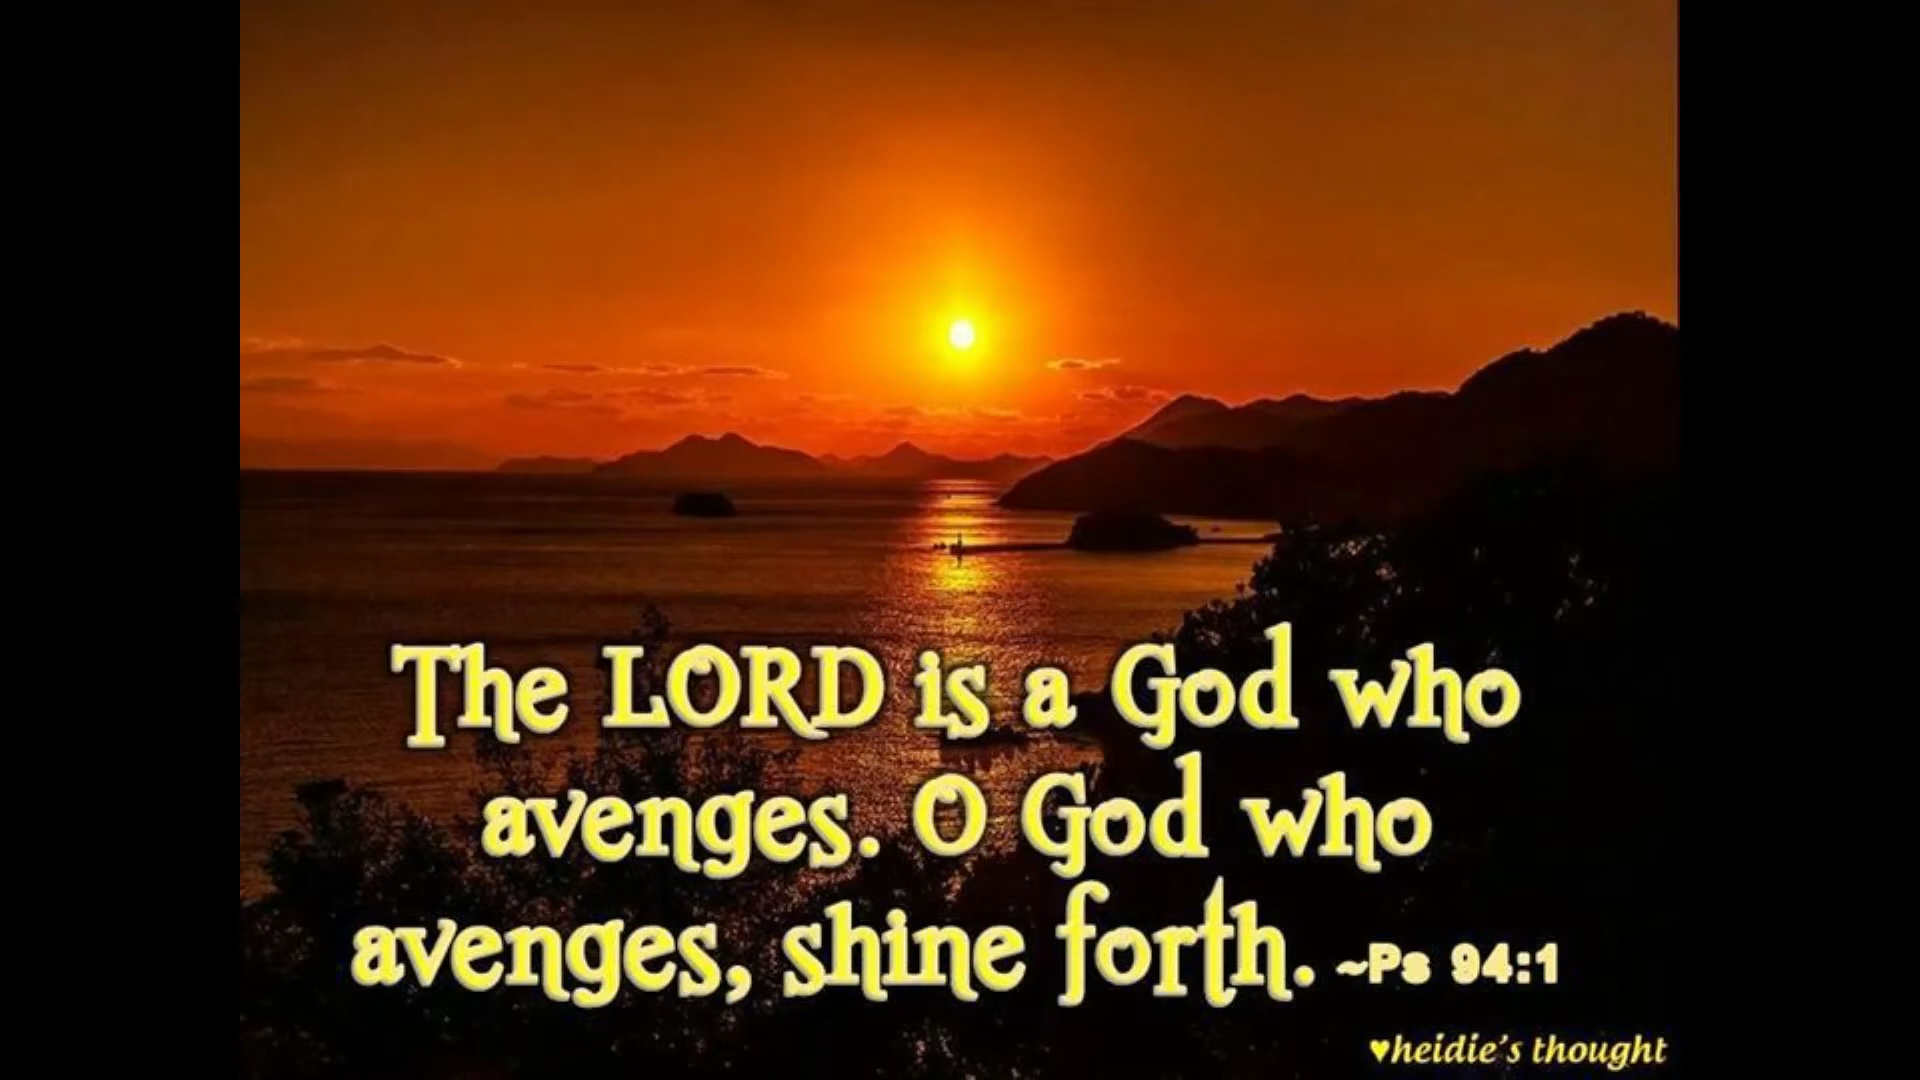 The LORD is a God who
avenges. O God who
avenges, shine forth. ~Ps 94:1
♥heidie's thought